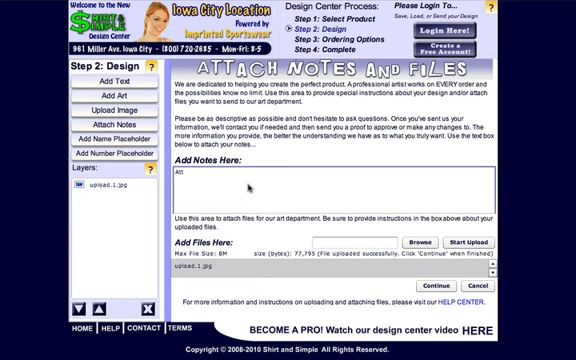 Welcome to the New
SHIRT &
SIMPLE
Design Center
Iowa City Location
Powered by
Imprinted Sportswear
961 Miller Ave. Iowa City - (800) 720-2685 - Mon-Fri: 8-5
Design Center Process:
Step 1: Select Product
Step 2: Design
Step 3: Ordering Options
Step 4: Complete
Please Login To...
Save, Load, or Send your Design
Login Here!
Create a
Free Account!
Step 2: Design
?
Add Text
Add Art
Upload Image
Attach Notes
Add Name Placeholder
Add Number Placeholder
Layers:
?
upload.1.jpg
ATTACH NOTES AND FILES
We are dedicated to helping you create the perfect product. A professional artist works on EVERY order and
the possibilities know no limit. Use this area to provide special instructions about your design and/or attach
files you want to send to our art department.
Please be as descriptive as possible and don't hesitate to ask questions. Once you've sent us your
information, we'll contact you if needed and then send you a proof to approve or make any changes to. The
more information you provide, the better the understanding we have as to what you truly want. Use the text
box below to attach your notes...
Add Notes Here:
Att
Use this area to attach files for our art department. Be sure to provide instructions in the box above about your
uploaded files.
Add Files Here:
Browse
Start Upload
Max File Size: 8M
size (bytes): 77,795 (File uploaded successfully. Click 'Continue' when finished)
upload.1.jpg
Continue
Cancel
For more information and instructions on uploading and attaching files, please visit our HELP CENTER.
HOME | HELP | CONTACT | TERMS
BECOME A PRO! Watch our design center video HERE
Copyright © 2008-2010 Shirt and Simple. All Rights Reserved.